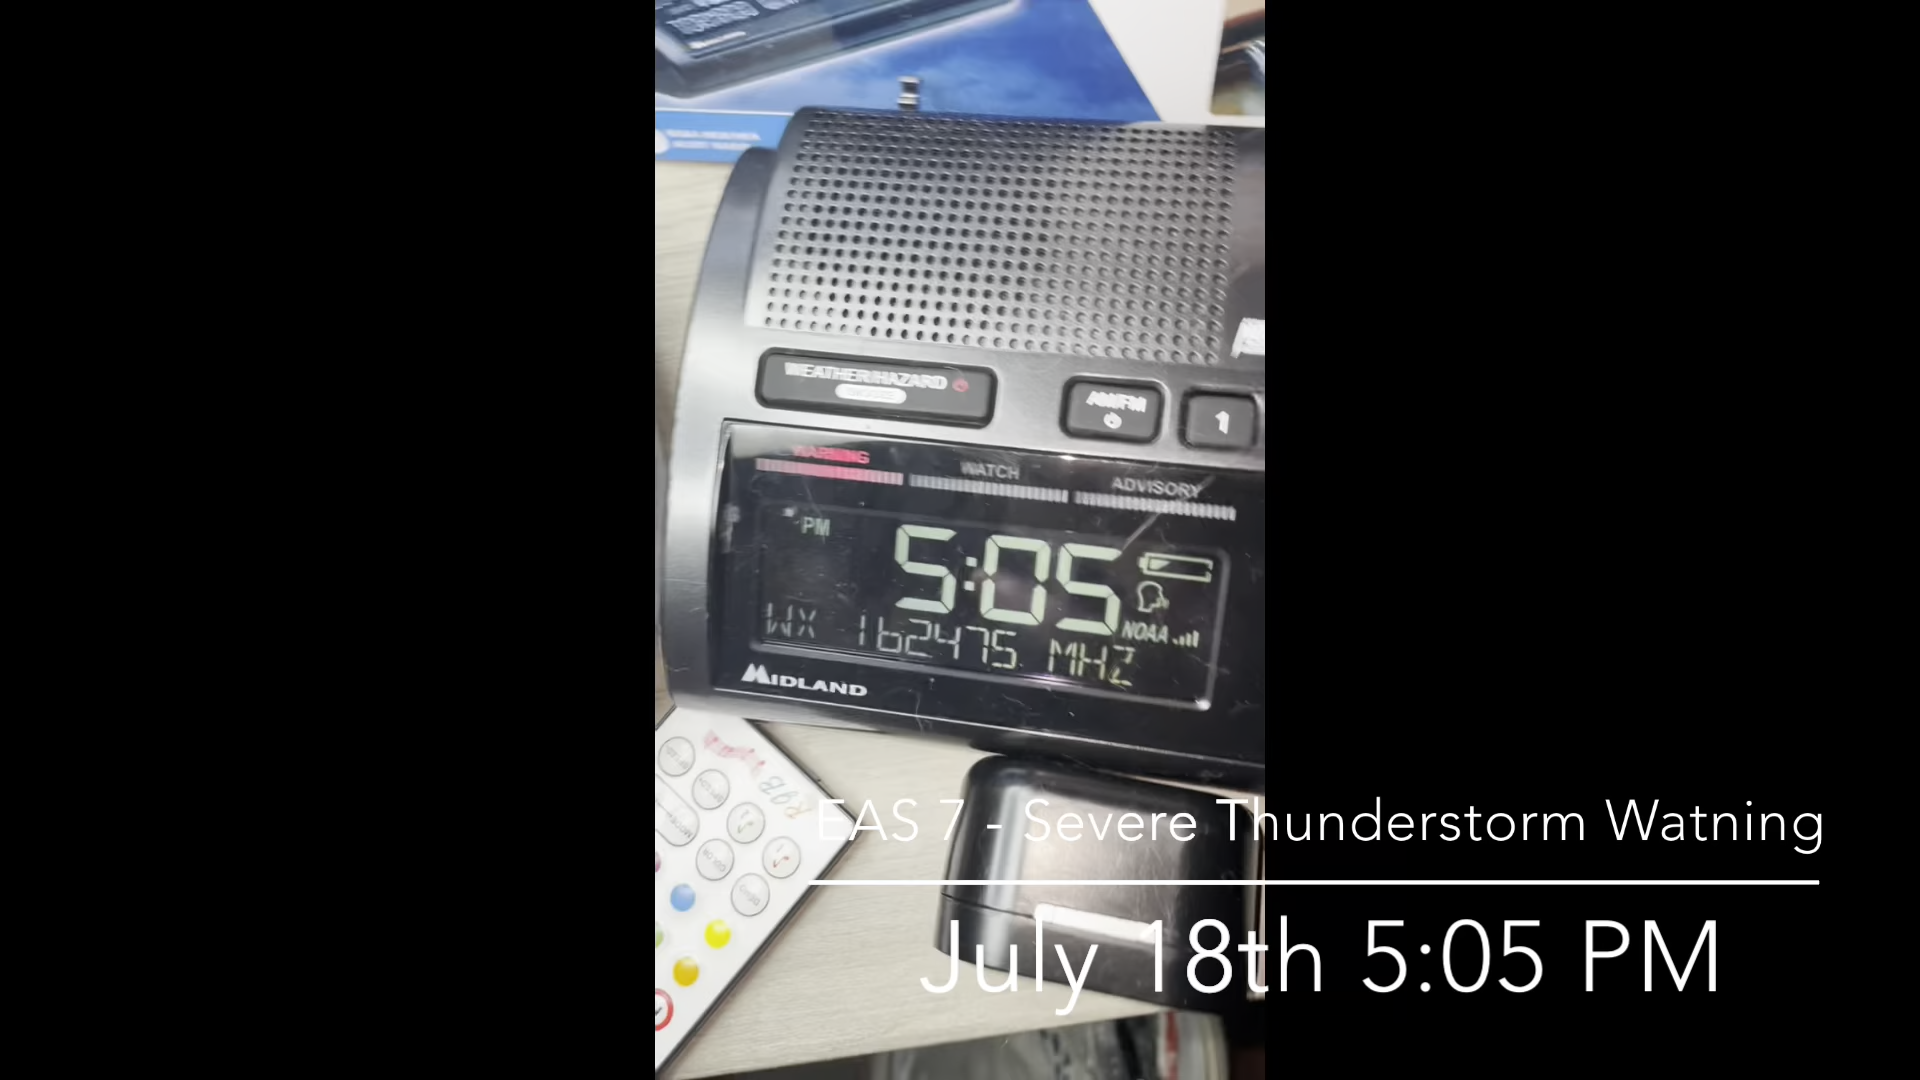 WEATHER/HAZARD
AM/FM
1
WARNING
WATCH
ADVISORY
PM
5:05
NOAA
WX 162475 MHZ
MIDLAND
RGB
EAS 7 - Severe Thunderstorm Watning
July 18th 5:05 PM